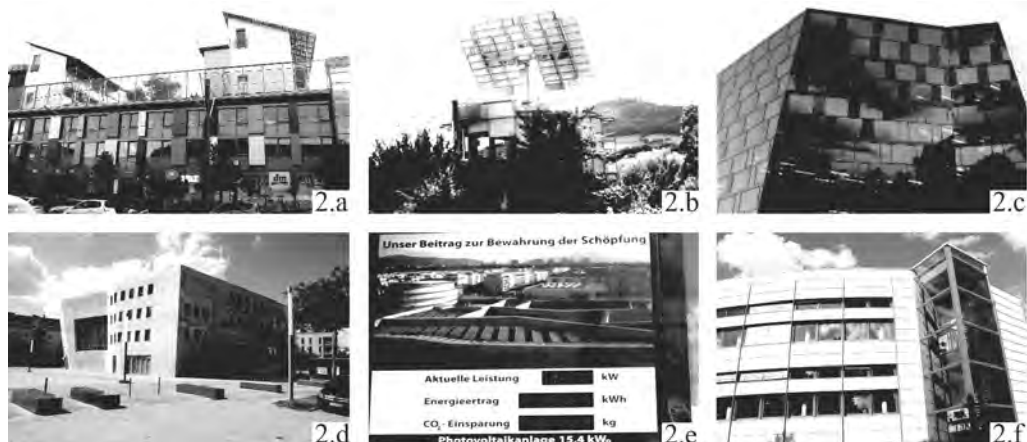 dm
2.a
2.b
2.c
2.d
Unser Beitrag zur Bewahrung der Schöpfung
Aktuelle Leistung kW
Energieertrag kWh
CO₂-Einsparung kg
Photovoltaikanlage 15,4 kWₚ
2.e
2.f